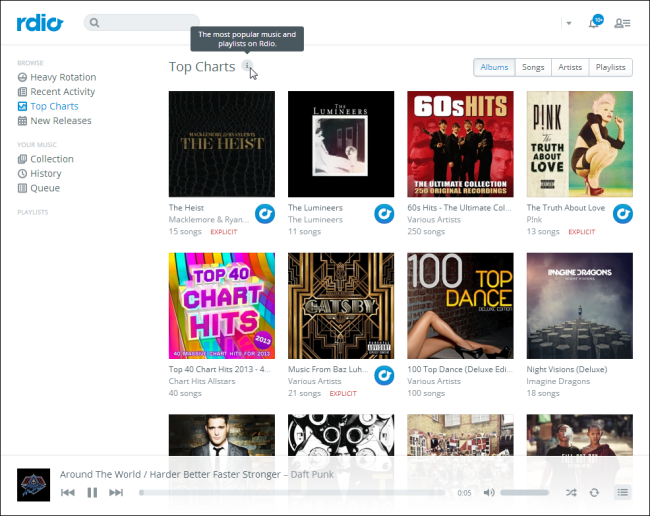 rdio
10+
The most popular music and
playlists on Rdio.
BROWSE
Heavy Rotation
Recent Activity
Top Charts
New Releases
YOUR MUSIC
Collection
History
Queue
PLAYLISTS
Top Charts
Albums
Songs
Artists
Playlists
MACKLEMORE & RYAN LEWIS
THE HEIST
THE
LUMINEERS
60s HITS
THE ULTIMATE COLLECTION
250 ORIGINAL RECORDINGS
P!NK
THE
TRUTH
ABOUT
LOVE
The Heist
Macklemore & Ryan...
15 songs EXPLICIT
The Lumineers
The Lumineers
11 songs
60s Hits - The Ultimate Col...
Various Artists
250 songs
The Truth About Love
P!nk
13 songs EXPLICIT
TOP 40
CHART
HITS
2013
40 MASSIVE CHART HITS FOR 2013
GATSBY
100 TOP
DANCE
DELUXE EDITION
IMAGINE DRAGONS
NIGHT VISIONS
Top 40 Chart Hits 2013 - 4...
Chart Hits Allstars
40 songs
Music From Baz Luh...
Various Artists
21 songs EXPLICIT
100 Top Dance (Deluxe Edi...
Various Artists
100 songs
Night Visions (Deluxe)
Imagine Dragons
18 songs
Around The World / Harder Better Faster Stronger – Daft Punk
0:05